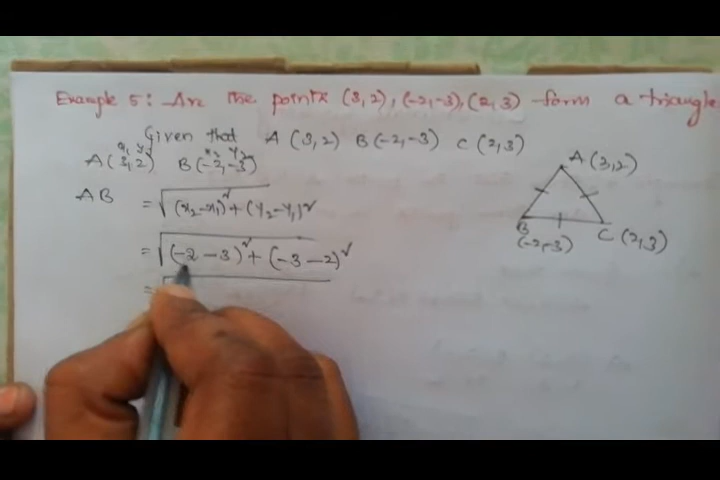 Example 5: Are the points (3,2), (-2,-3), (2,3) form a triangle
Given that A (3,2) B(-2,-3) C (2,3)
x₁ y₁ x₂ y₂
A(3,2) B(-2,-3)
AB = √(x₂-x₁)² + (y₂-y₁)²
= √(-2-3)² + (-3-2)²
= √
A (3,2)
B
(-2,-3)
C (2,3)